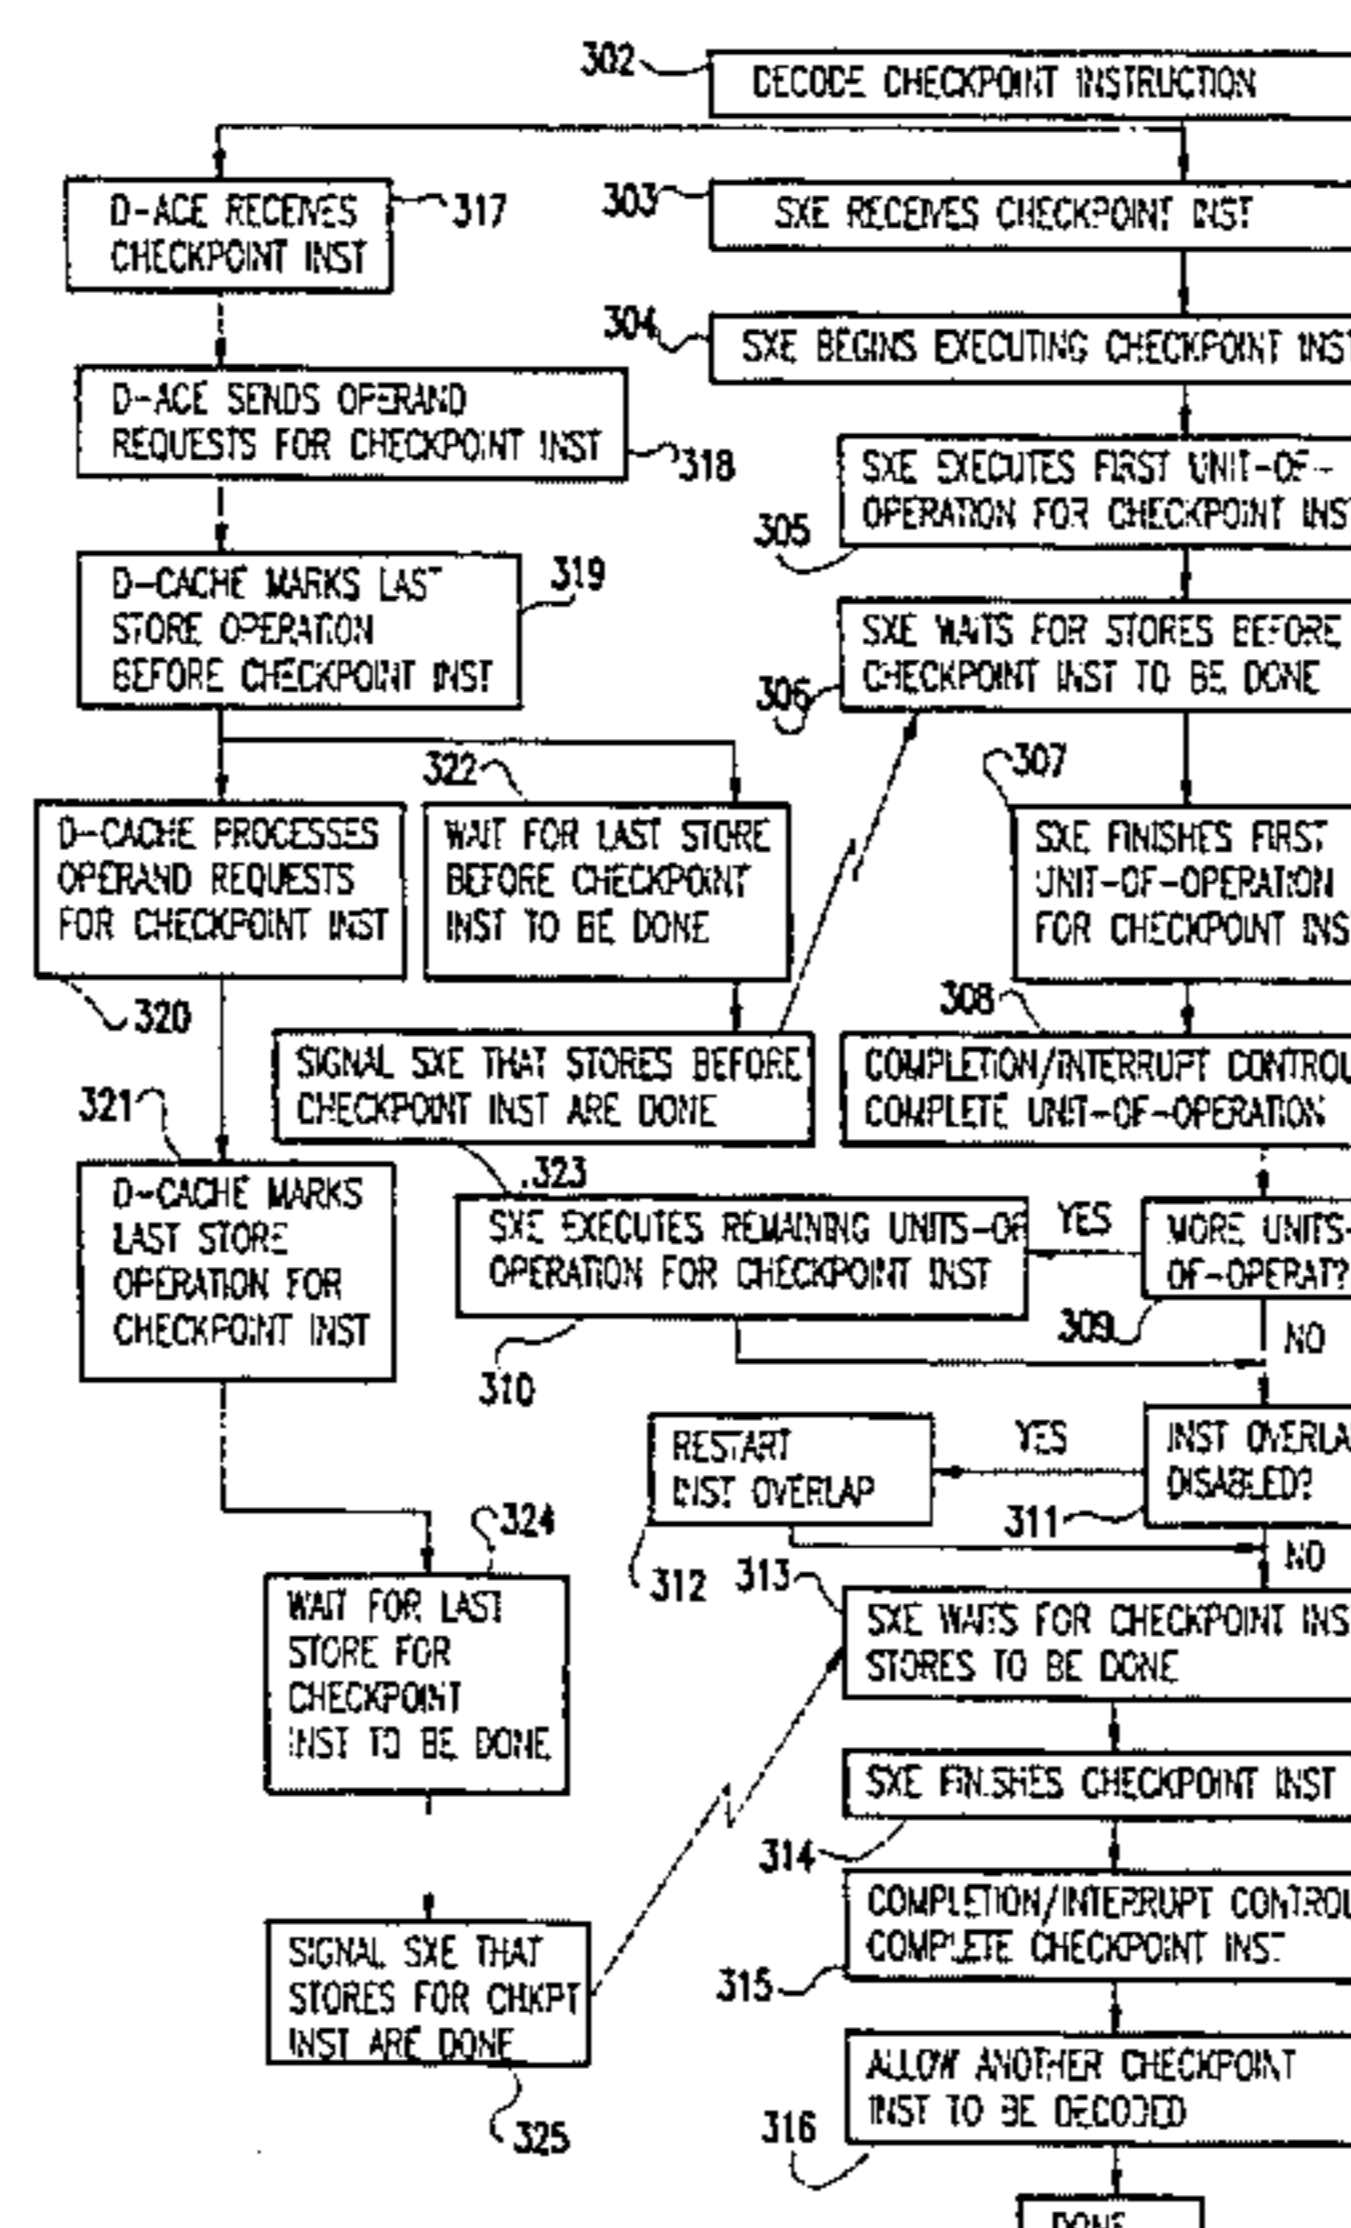 302
DECODE CHECKPOINT INSTRUCTION
D-ACE RECEIVES
CHECKPOINT INST
317
303
SXE RECEIVES CHECKPOINT INST
304
SXE BEGINS EXECUTING CHECKPOINT INST
D-ACE SENDS OPERAND
REQUESTS FOR CHECKPOINT INST
318
SXE EXECUTES FIRST UNIT-OF-
OPERATION FOR CHECKPOINT INST
305
D-CACHE MARKS LAST
STORE OPERATION
BEFORE CHECKPOINT INST
319
SXE WAITS FOR STORES BEFORE
CHECKPOINT INST TO BE DONE
306
322
307
D-CACHE PROCESSES
OPERAND REQUESTS
FOR CHECKPOINT INST
320
WAIT FOR LAST STORE
BEFORE CHECKPOINT
INST TO BE DONE
SXE FINISHES FIRST
UNIT-OF-OPERATION
FOR CHECKPOINT INS
308
SIGNAL SXE THAT STORES BEFORE
CHECKPOINT INST ARE DONE
323
COMPLETION/INTERRUPT CONTROL
COMPLETE UNIT-OF-OPERATION
321
D-CACHE MARKS
LAST STORE
OPERATION FOR
CHECKPOINT INST
SXE EXECUTES REMAINING UNITS-OF
OPERATION FOR CHECKPOINT INST
310
YES
MORE UNITS-
OF-OPERAT?
309
NO
RESTART
INST OVERLAP
312
YES
INST OVERLA
DISABLED?
311
NO
324
WAIT FOR LAST
STORE FOR
CHECKPOINT
INST TO BE DONE
313
SXE WAITS FOR CHECKPOINT INS
STORES TO BE DONE
SXE FINISHES CHECKPOINT INST
314
SIGNAL SXE THAT
STORES FOR CHKPT
INST ARE DONE
325
COMPLETION/INTERRUPT CONTROL
COMPLETE CHECKPOINT INST
315
ALLOW ANOTHER CHECKPOINT
INST TO BE DECODED
316
DONE